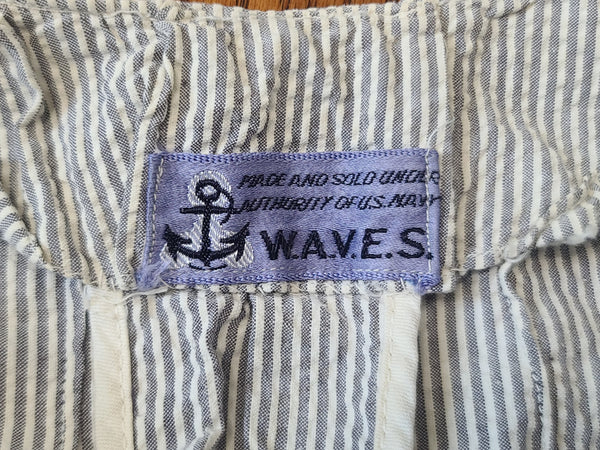 MADE AND SOLD UNDER
AUTHORITY OF U.S. NAVY
W.A.V.E.S.